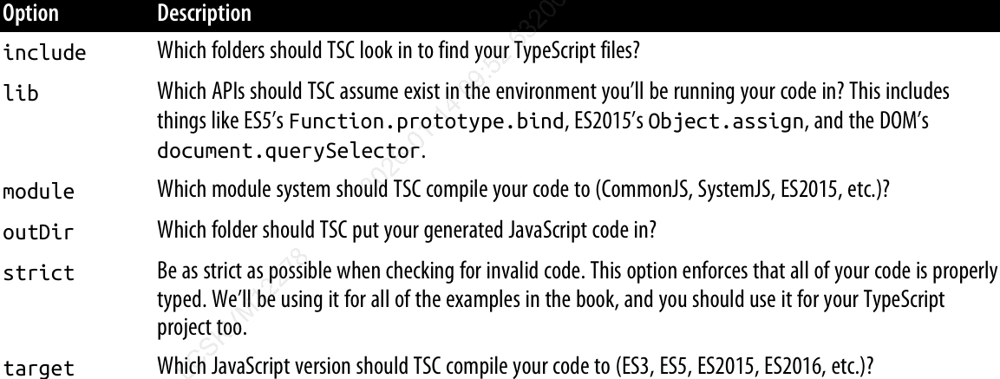 Option Description
include Which folders should TSC look in to find your TypeScript files?
lib Which APIs should TSC assume exist in the environment you’ll be running your code in? This includes
things like ES5’s Function.prototype.bind, ES2015’s Object.assign, and the DOM’s
document.querySelector.
module Which module system should TSC compile your code to (CommonJS, SystemJS, ES2015, etc.)?
outDir Which folder should TSC put your generated JavaScript code in?
strict Be as strict as possible when checking for invalid code. This option enforces that all of your code is properly
typed. We’ll be using it for all of the examples in the book, and you should use it for your TypeScript
project too.
target Which JavaScript version should TSC compile your code to (ES3, ES5, ES2015, ES2016, etc.)?